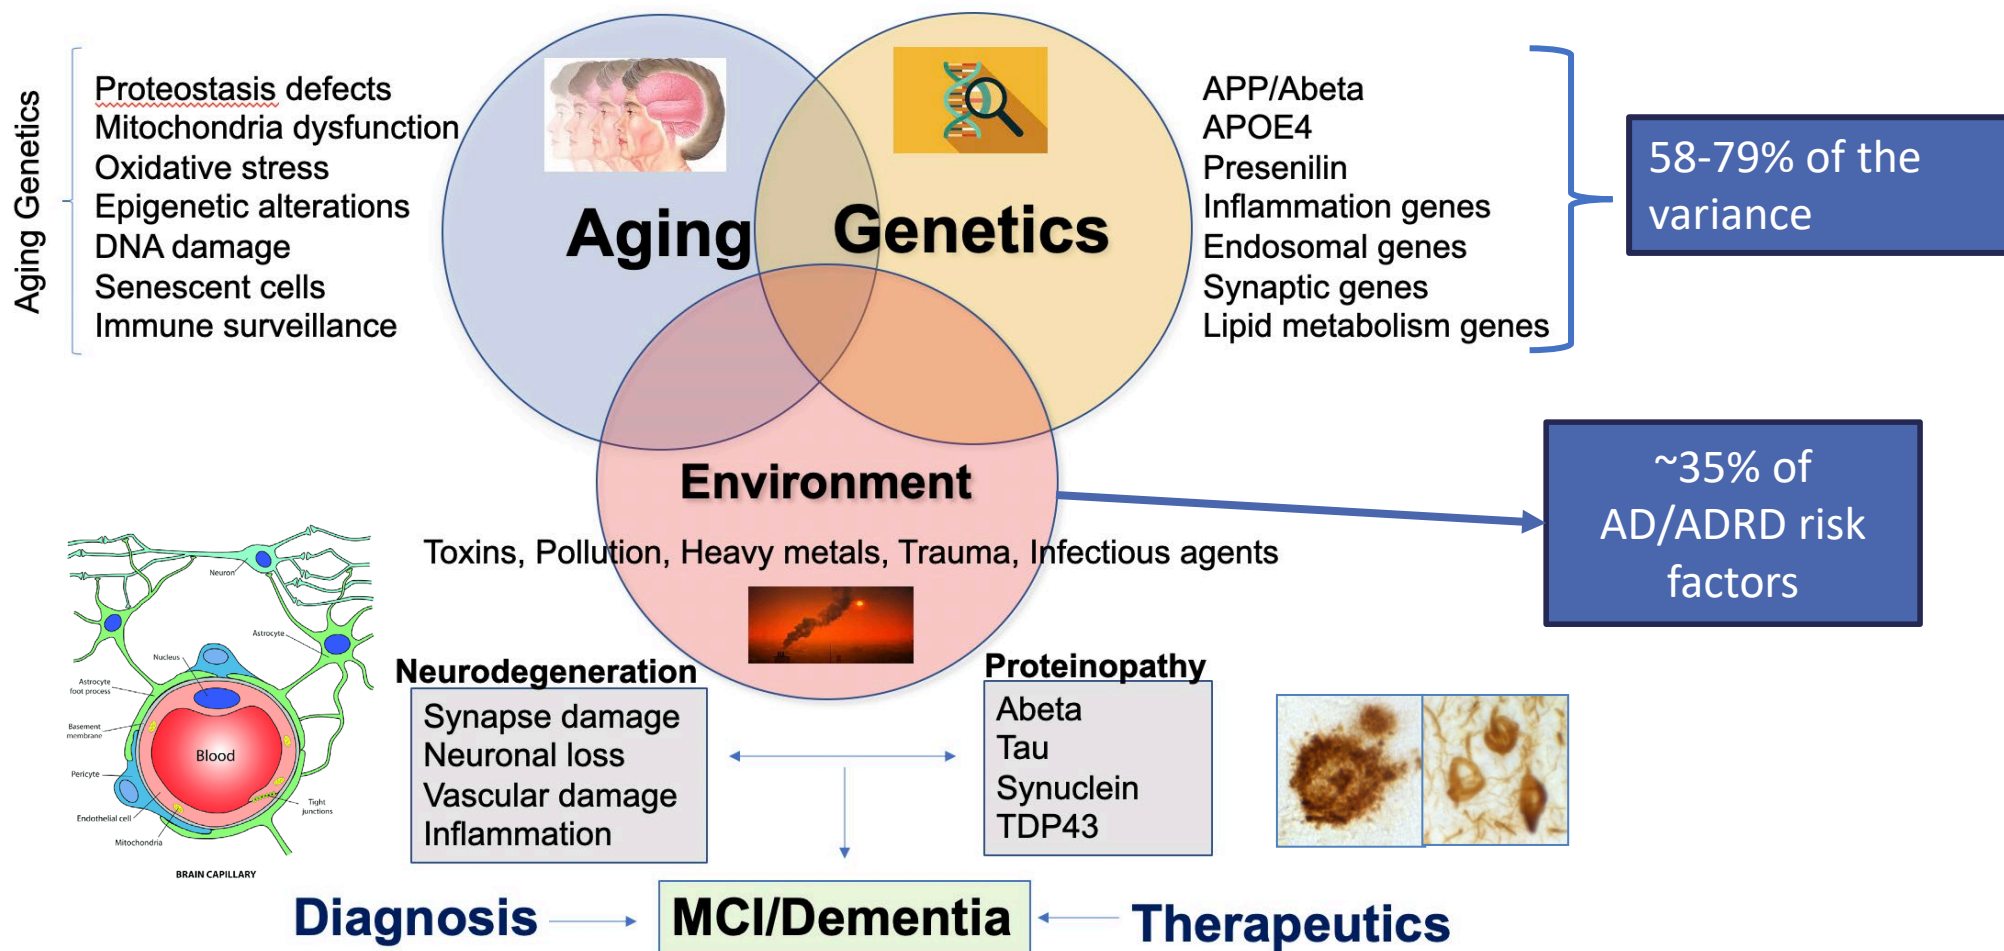 Aging Genetics
Proteostasis defects
Mitochondria dysfunction
Oxidative stress
Epigenetic alterations
DNA damage
Senescent cells
Immune surveillance
Aging
Genetics
APP/Abeta
APOE4
Presenilin
Inflammation genes
Endosomal genes
Synaptic genes
Lipid metabolism genes
58-79% of the
variance
Environment
Toxins, Pollution, Heavy metals, Trauma, Infectious agents
~35% of
AD/ADRD risk
factors
Neuron
Astrocyte
Nucleus
Astrocyte
foot process
Basement
membrane
Blood
Pericyte
Tight
junctions
Endothelial cell
Mitochondria
BRAIN CAPILLARY
Neurodegeneration
Synapse damage
Neuronal loss
Vascular damage
Inflammation
Proteinopathy
Abeta
Tau
Synuclein
TDP43
Diagnosis
MCI/Dementia
Therapeutics